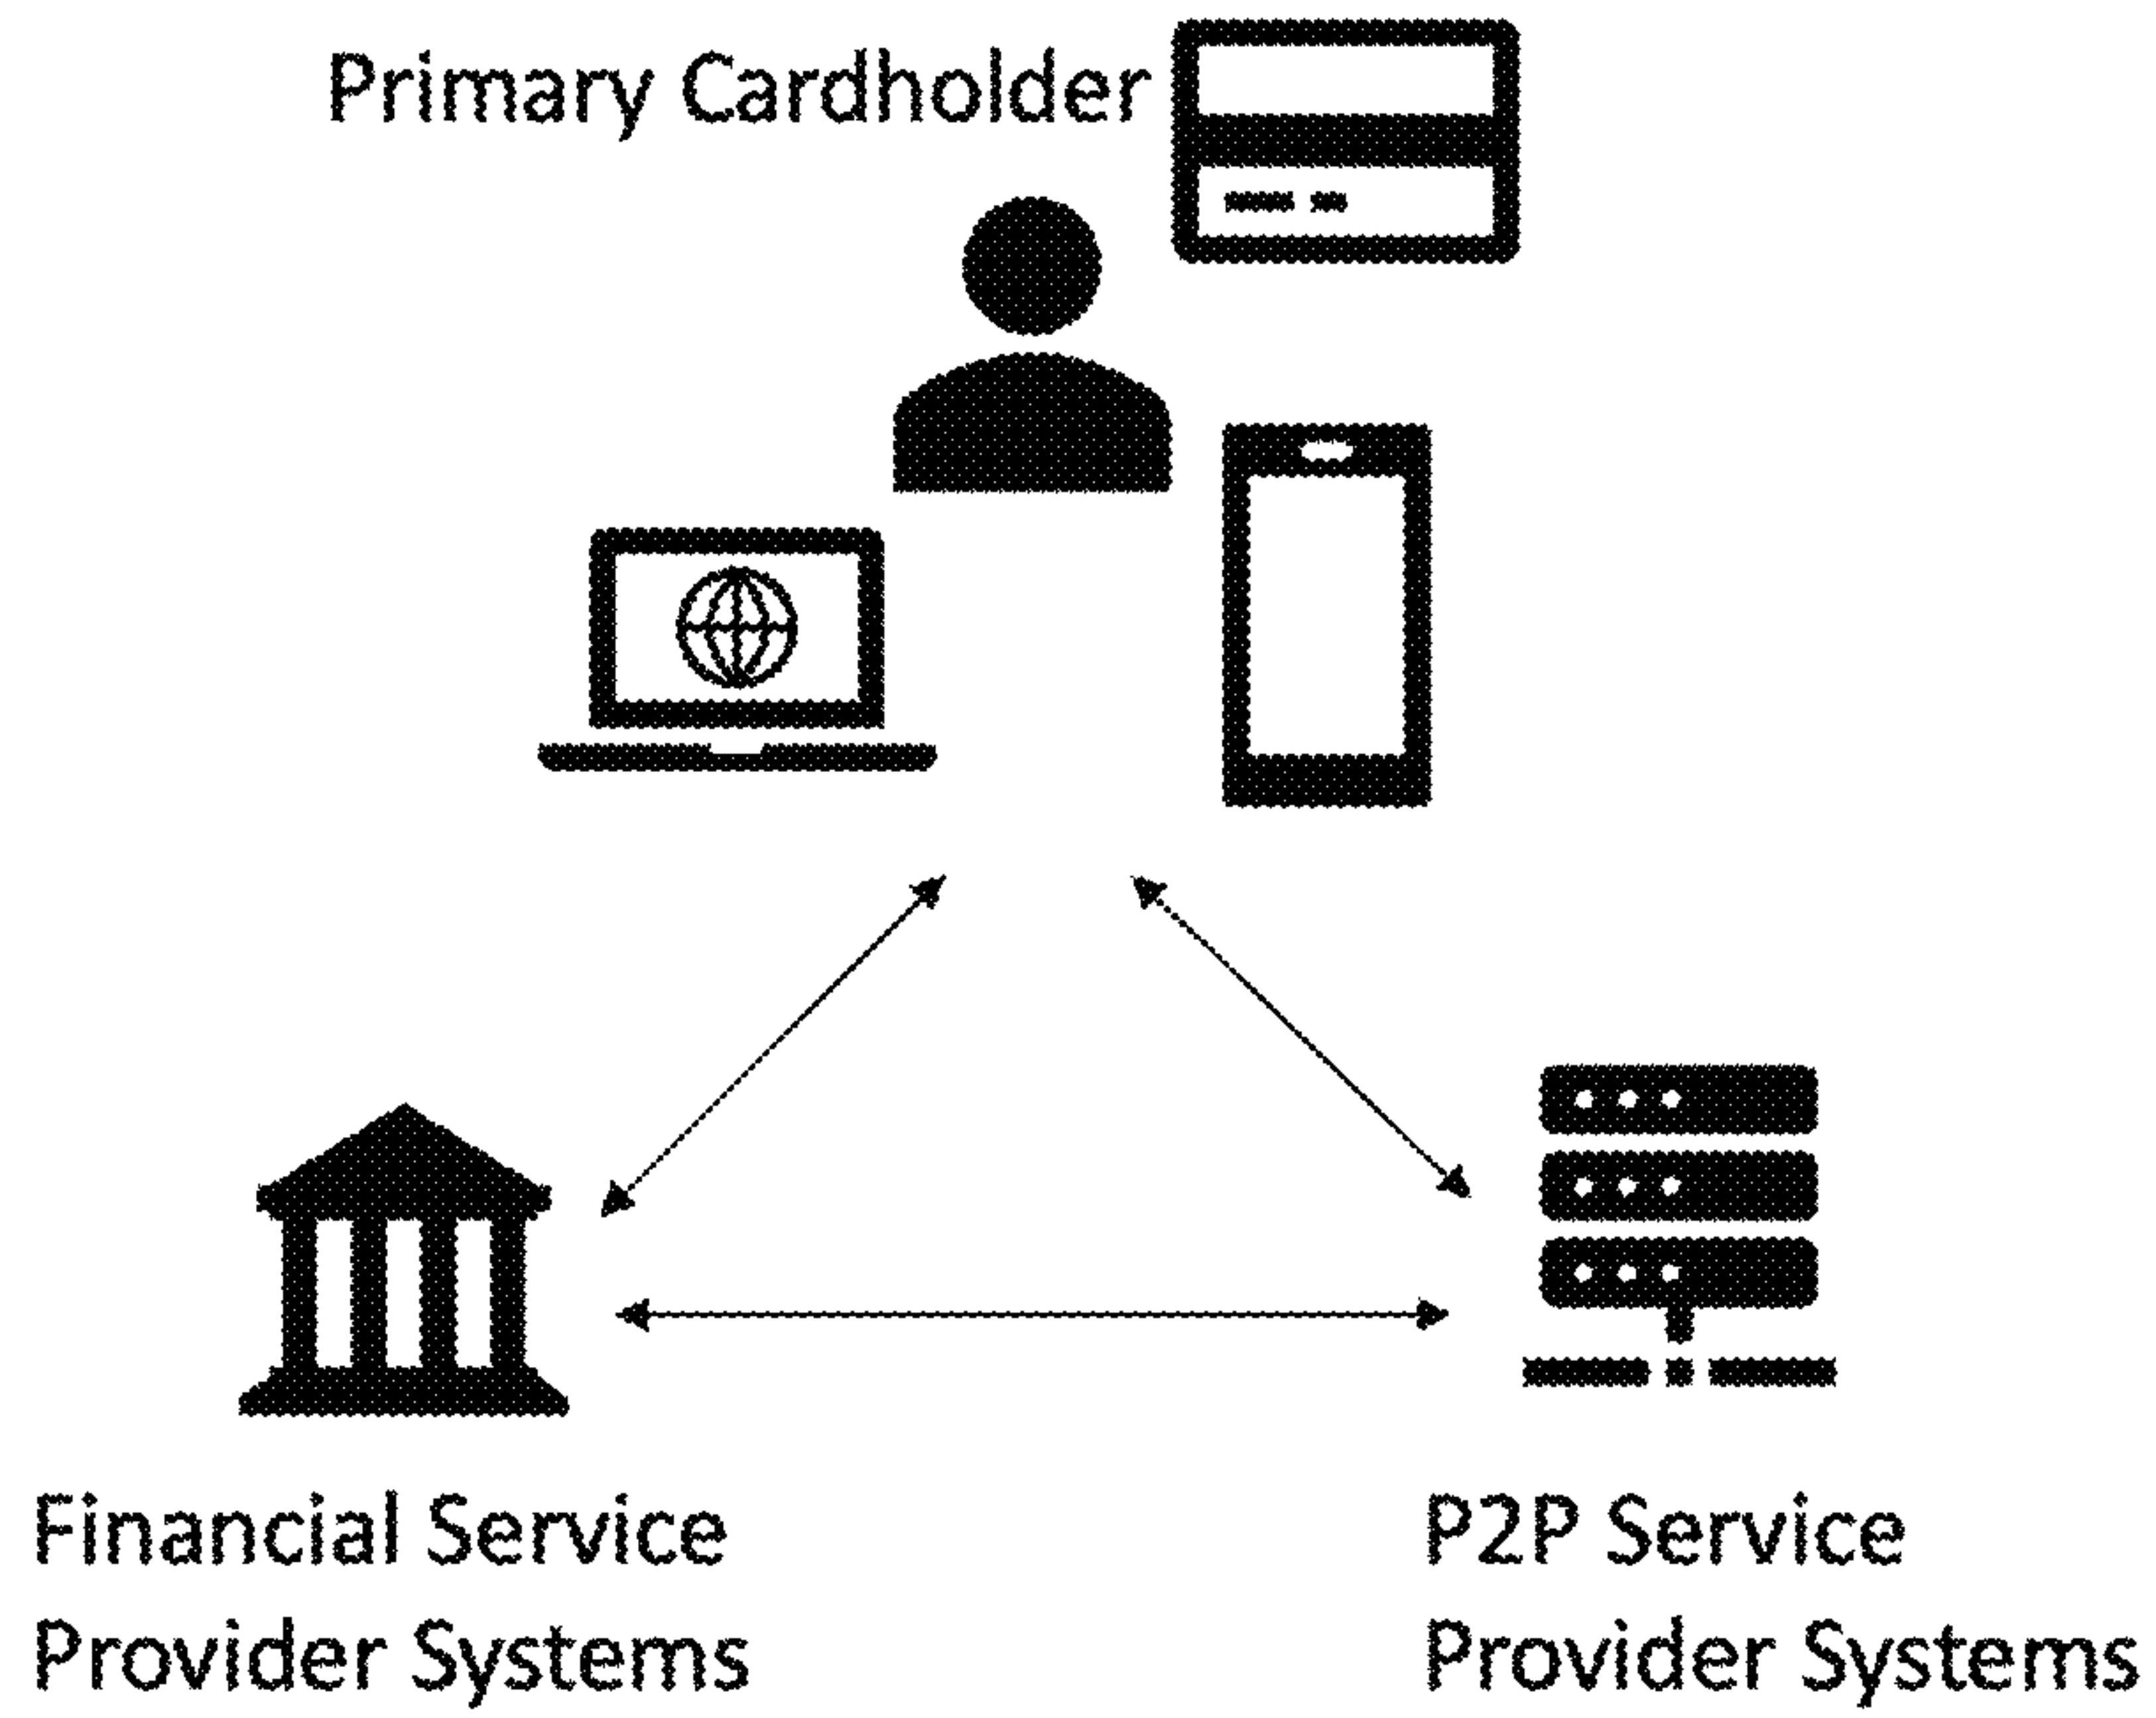 Primary Cardholder
Financial Service
Provider Systems
P2P Service
Provider Systems